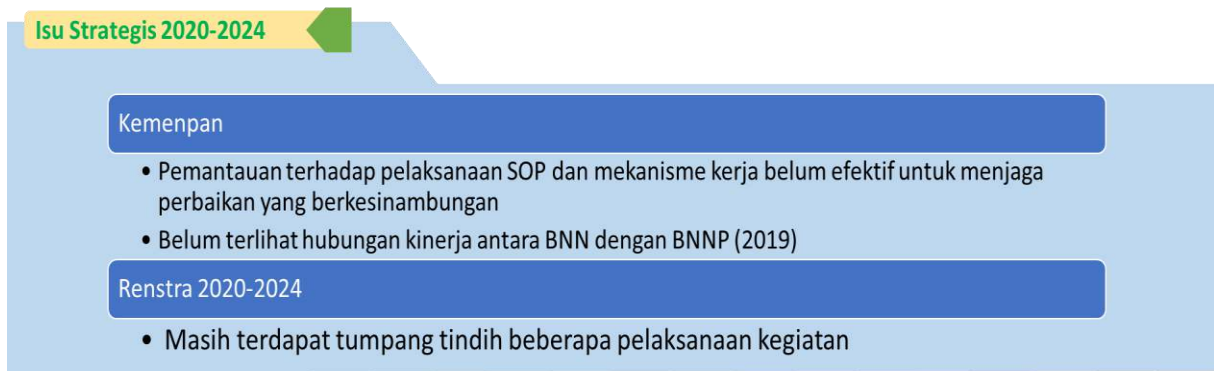 Isu Strategis 2020-2024
Kemenpan
• Pemantauan terhadap pelaksanaan SOP dan mekanisme kerja belum efektif untuk menjaga
perbaikan yang berkesinambungan
• Belum terlihat hubungan kinerja antara BNN dengan BNNP (2019)
Renstra 2020-2024
• Masih terdapat tumpang tindih beberapa pelaksanaan kegiatan